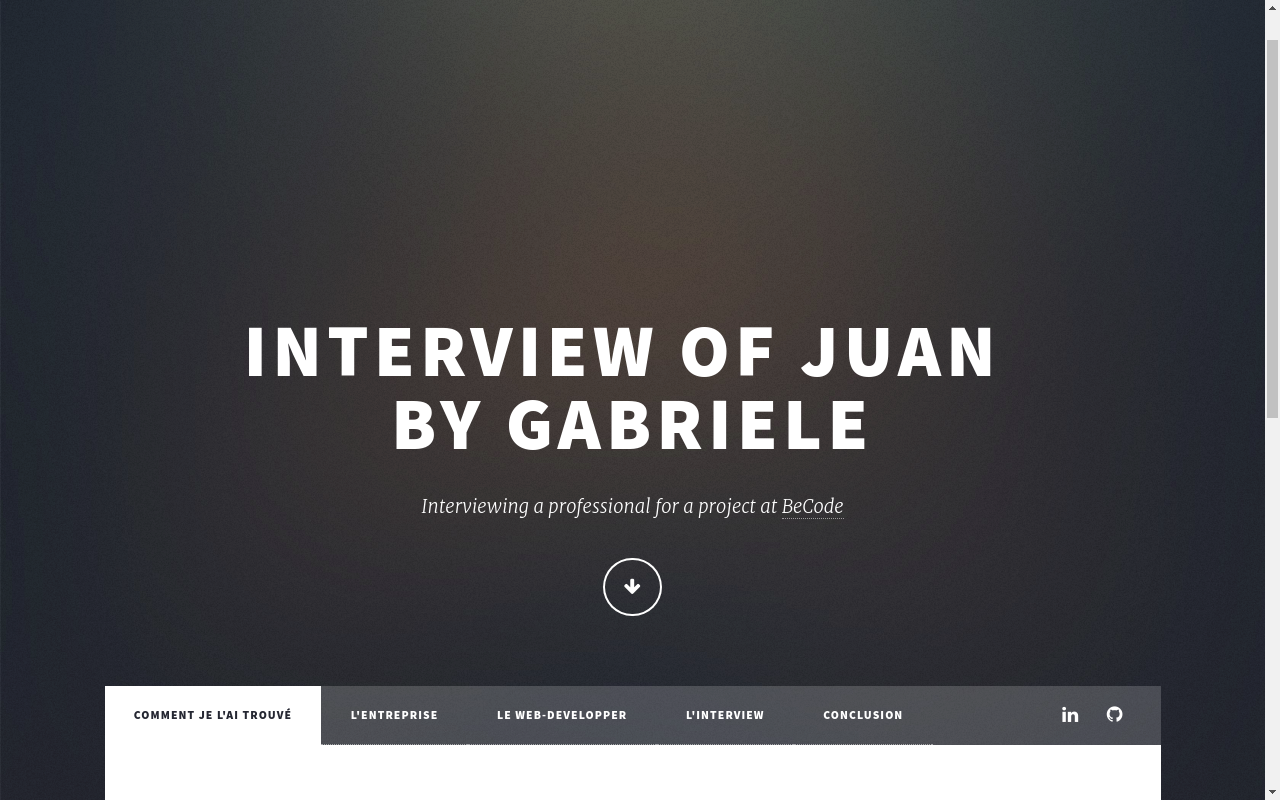 INTERVIEW OF JUAN
BY GABRIELE
Interviewing a professional for a project at BeCode
COMMENT JE L'AI TROUVÉ
L'ENTREPRISE
LE WEB-DEVELOPPER
L'INTERVIEW
CONCLUSION
in